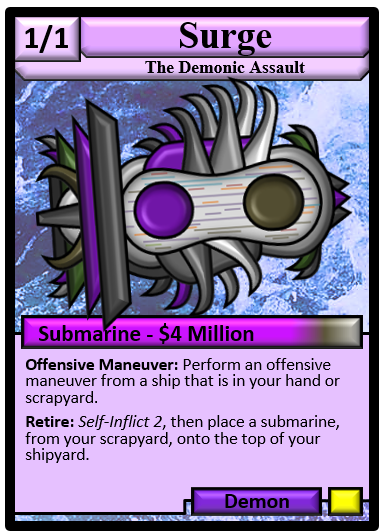 1/1
Surge
The Demonic Assault
Submarine - $4 Million
Offensive Maneuver: Perform an offensive
maneuver from a ship that is in your hand or
scrapyard.
Retire: Self-Inflict 2, then place a submarine,
from your scrapyard, onto the top of your
shipyard.
Demon